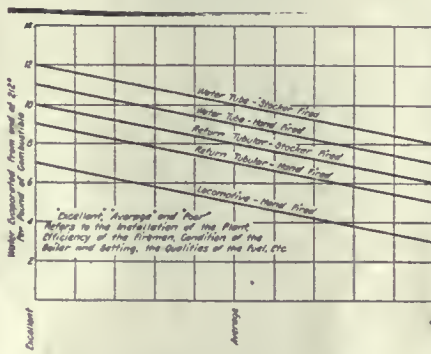 14
12
10
8
6
4
2
Water Evaporated From and at 212°
Per Pound of Combustible
Water Tube - Stocker Fired
Water Tube - Hand Fired
Return Tubular - Stocker Fired
Return Tubular - Hand Fired
Locomotive - Hand Fired
"Excellent," "Average" and "Poor"
Refers to the Installation of the Plant,
Efficiency of the Firemen, Condition of the
Boiler and Setting, the Qualities of the Fuel, Etc.
Excellent
Average